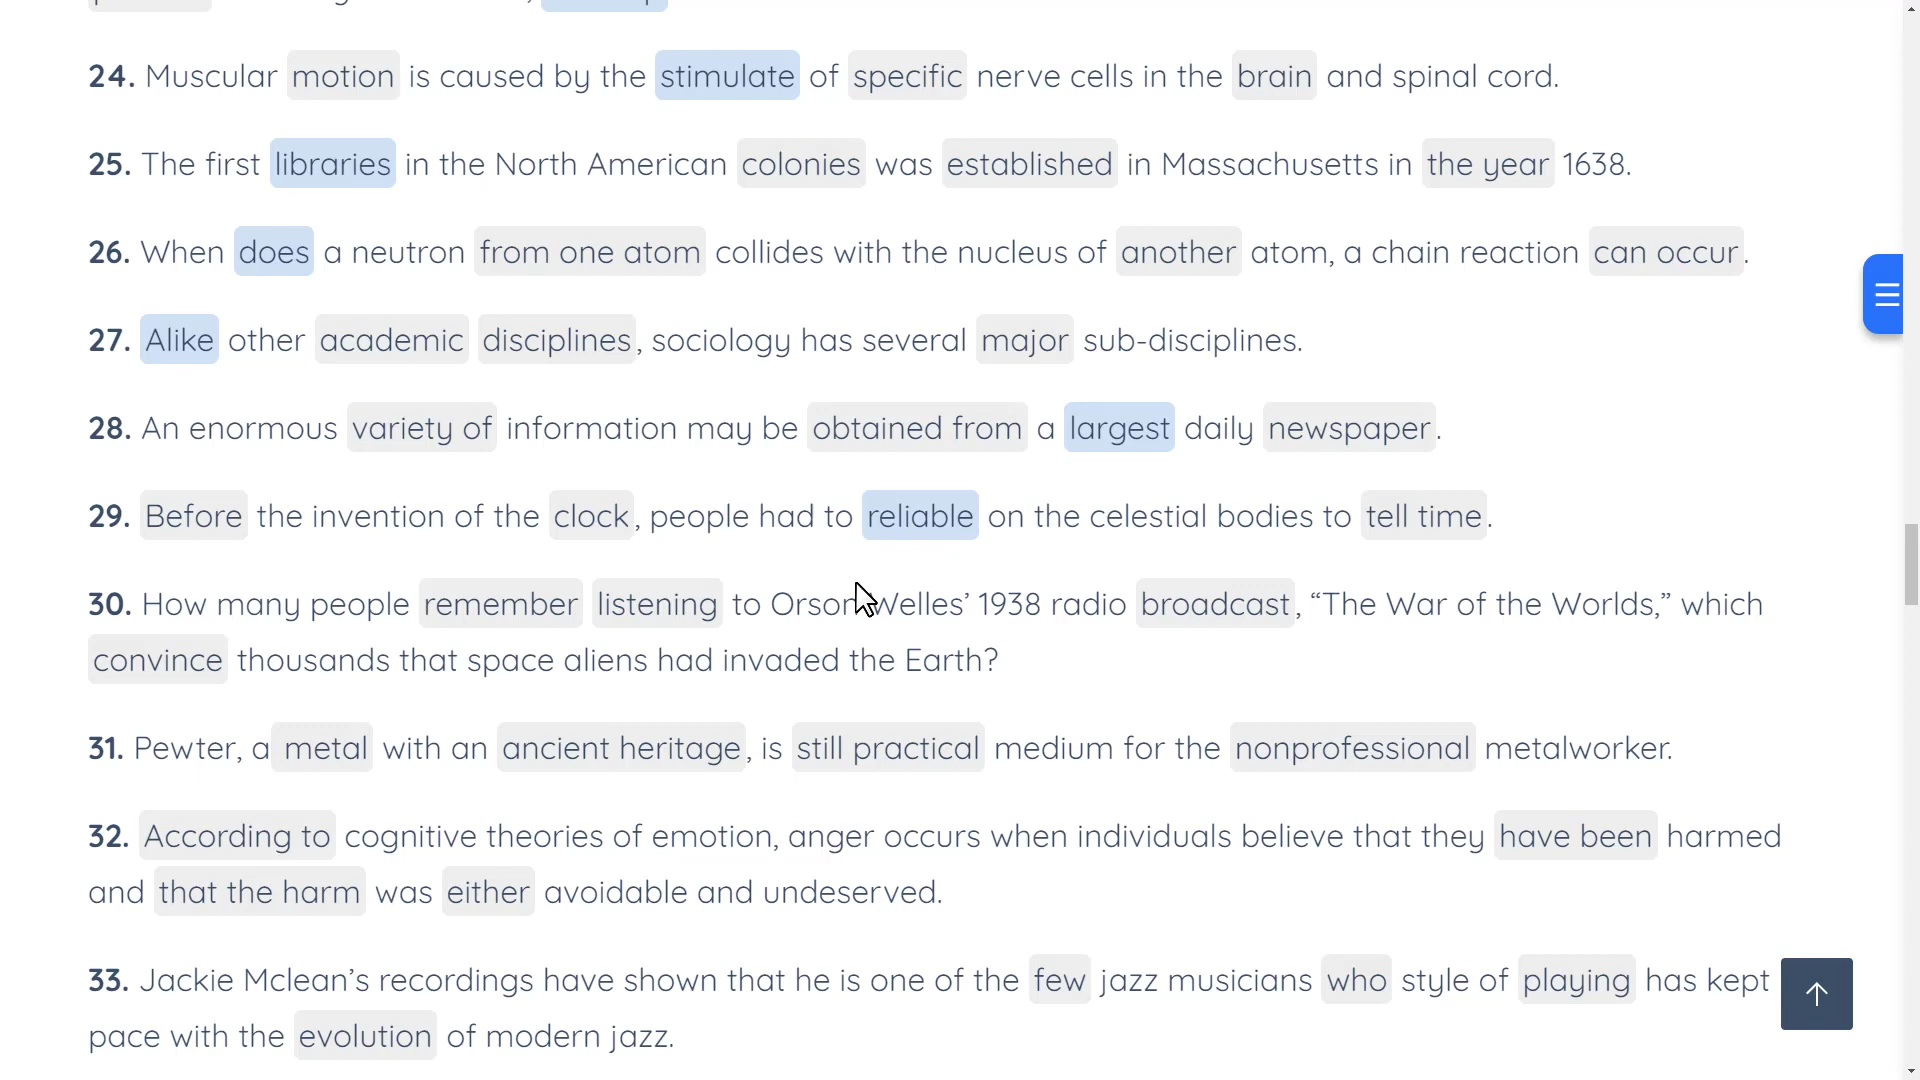 24. Muscular motion is caused by the stimulate of specific nerve cells in the brain and spinal cord.
25. The first libraries in the North American colonies was established in Massachusetts in the year 1638.
26. When does a neutron from one atom collides with the nucleus of another atom, a chain reaction can occur.
27. Alike other academic disciplines, sociology has several major sub-disciplines.
28. An enormous variety of information may be obtained from a largest daily newspaper.
29. Before the invention of the clock, people had to reliable on the celestial bodies to tell time.
30. How many people remember listening to Orson Welles’ 1938 radio broadcast, “The War of the Worlds,” which
convince thousands that space aliens had invaded the Earth?
31. Pewter, a metal with an ancient heritage, is still practical medium for the nonprofessional metalworker.
32. According to cognitive theories of emotion, anger occurs when individuals believe that they have been harmed
and that the harm was either avoidable and undeserved.
33. Jackie Mclean’s recordings have shown that he is one of the few jazz musicians who style of playing has kept
pace with the evolution of modern jazz.